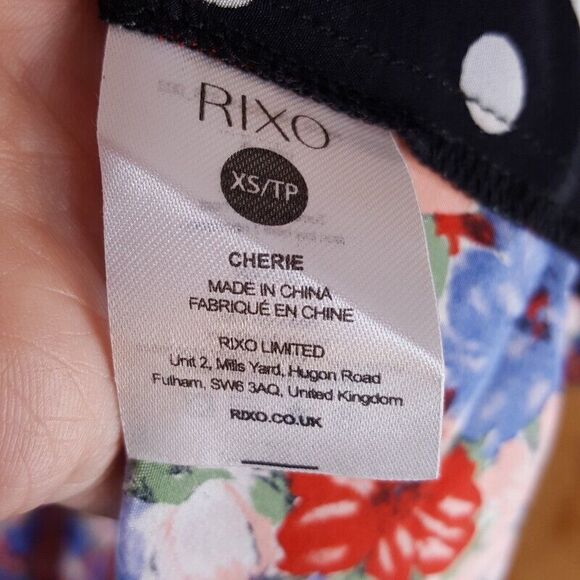 RIXO
XS/TP
CHERIE
MADE IN CHINA
FABRIQUÉ EN CHINE
RIXO LIMITED
Unit 2, Mills Yard, Hugon Road
Fulham, SW6 3AQ, United Kingdom
RIXO.CO.UK